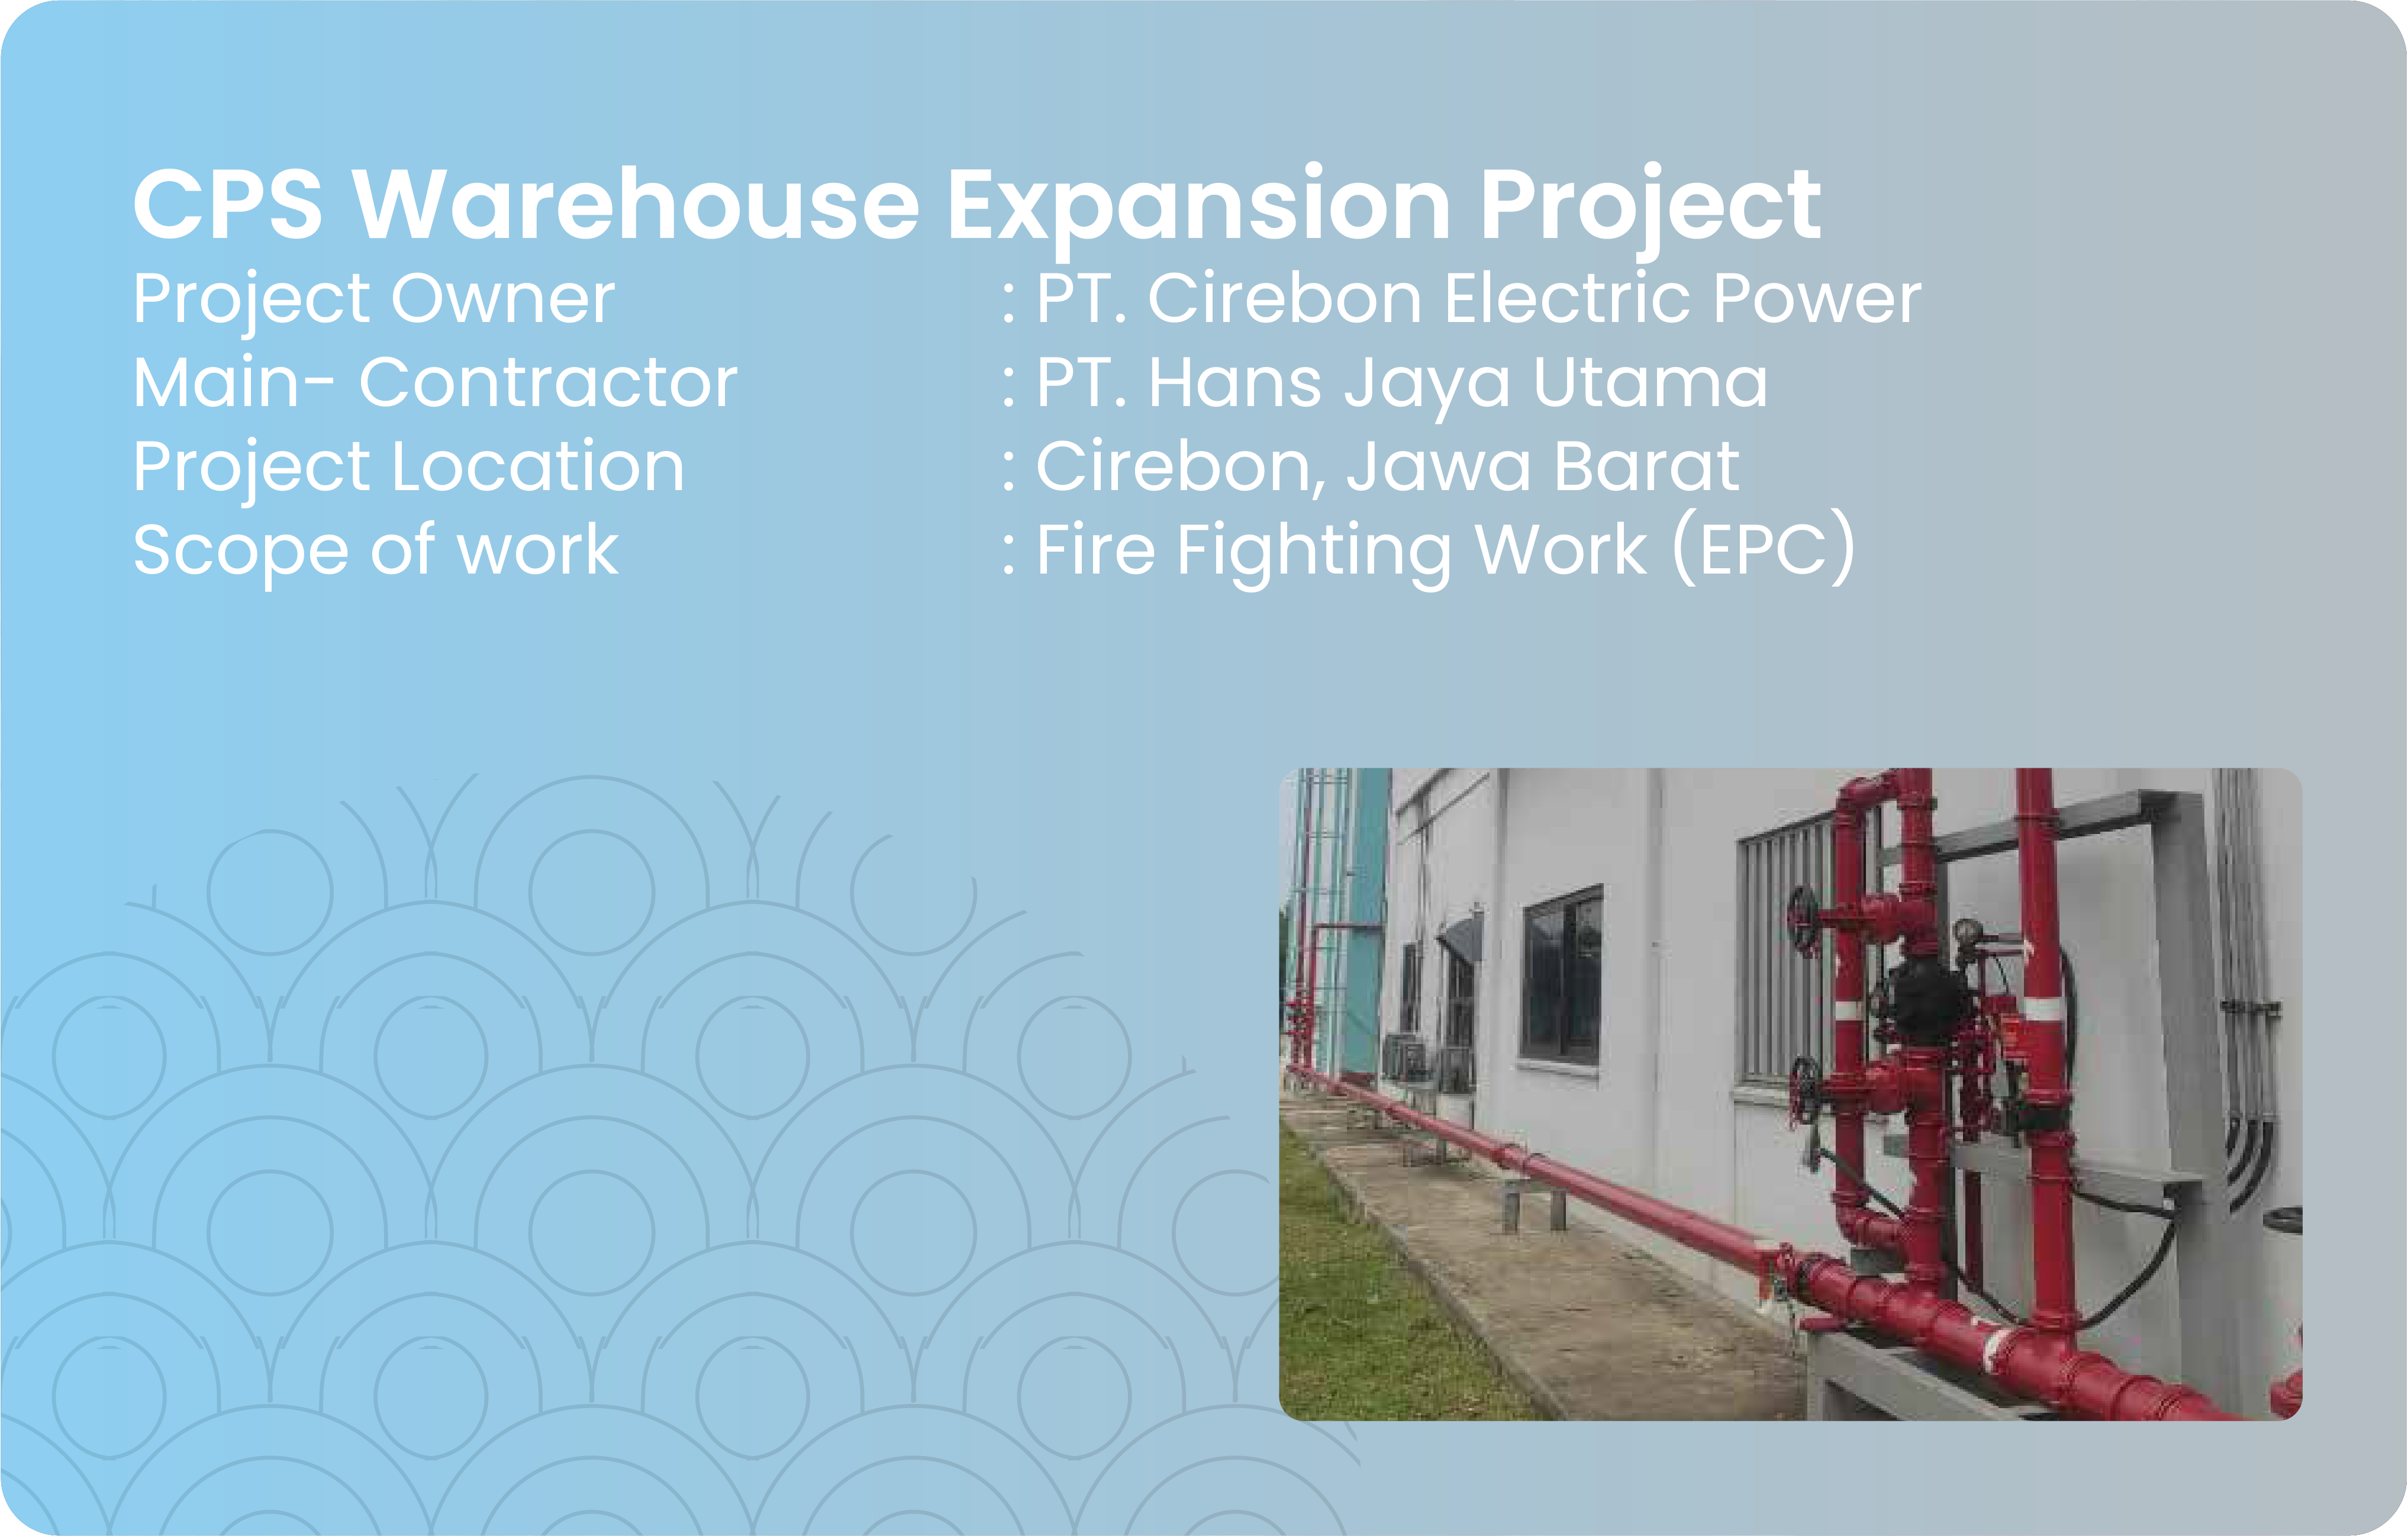 CPS Warehouse Expansion Project
Project Owner : PT. Cirebon Electric Power
Main- Contractor : PT. Hans Jaya Utama
Project Location : Cirebon, Jawa Barat
Scope of work : Fire Fighting Work (EPC)